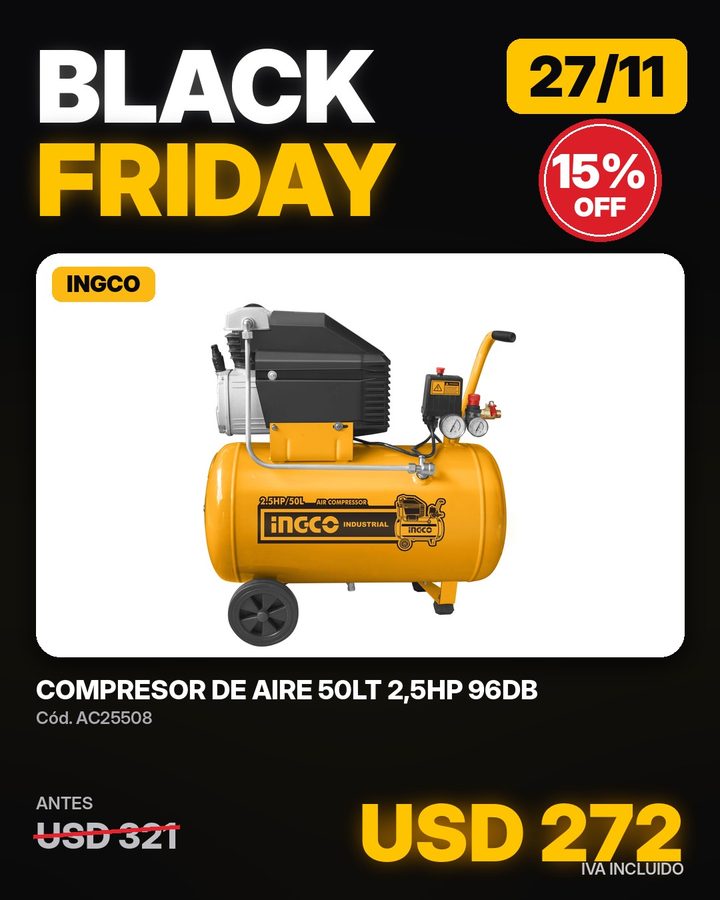 BLACK
FRIDAY
27/11
15%
OFF
INGCO
2.5HP/50L AIR COMPRESSOR
INGCO INDUSTRIAL
INGCO
COMPRESOR DE AIRE 50LT 2,5HP 96DB
Cód. AC25508
ANTES
USD 321
USD 272
IVA INCLUIDO